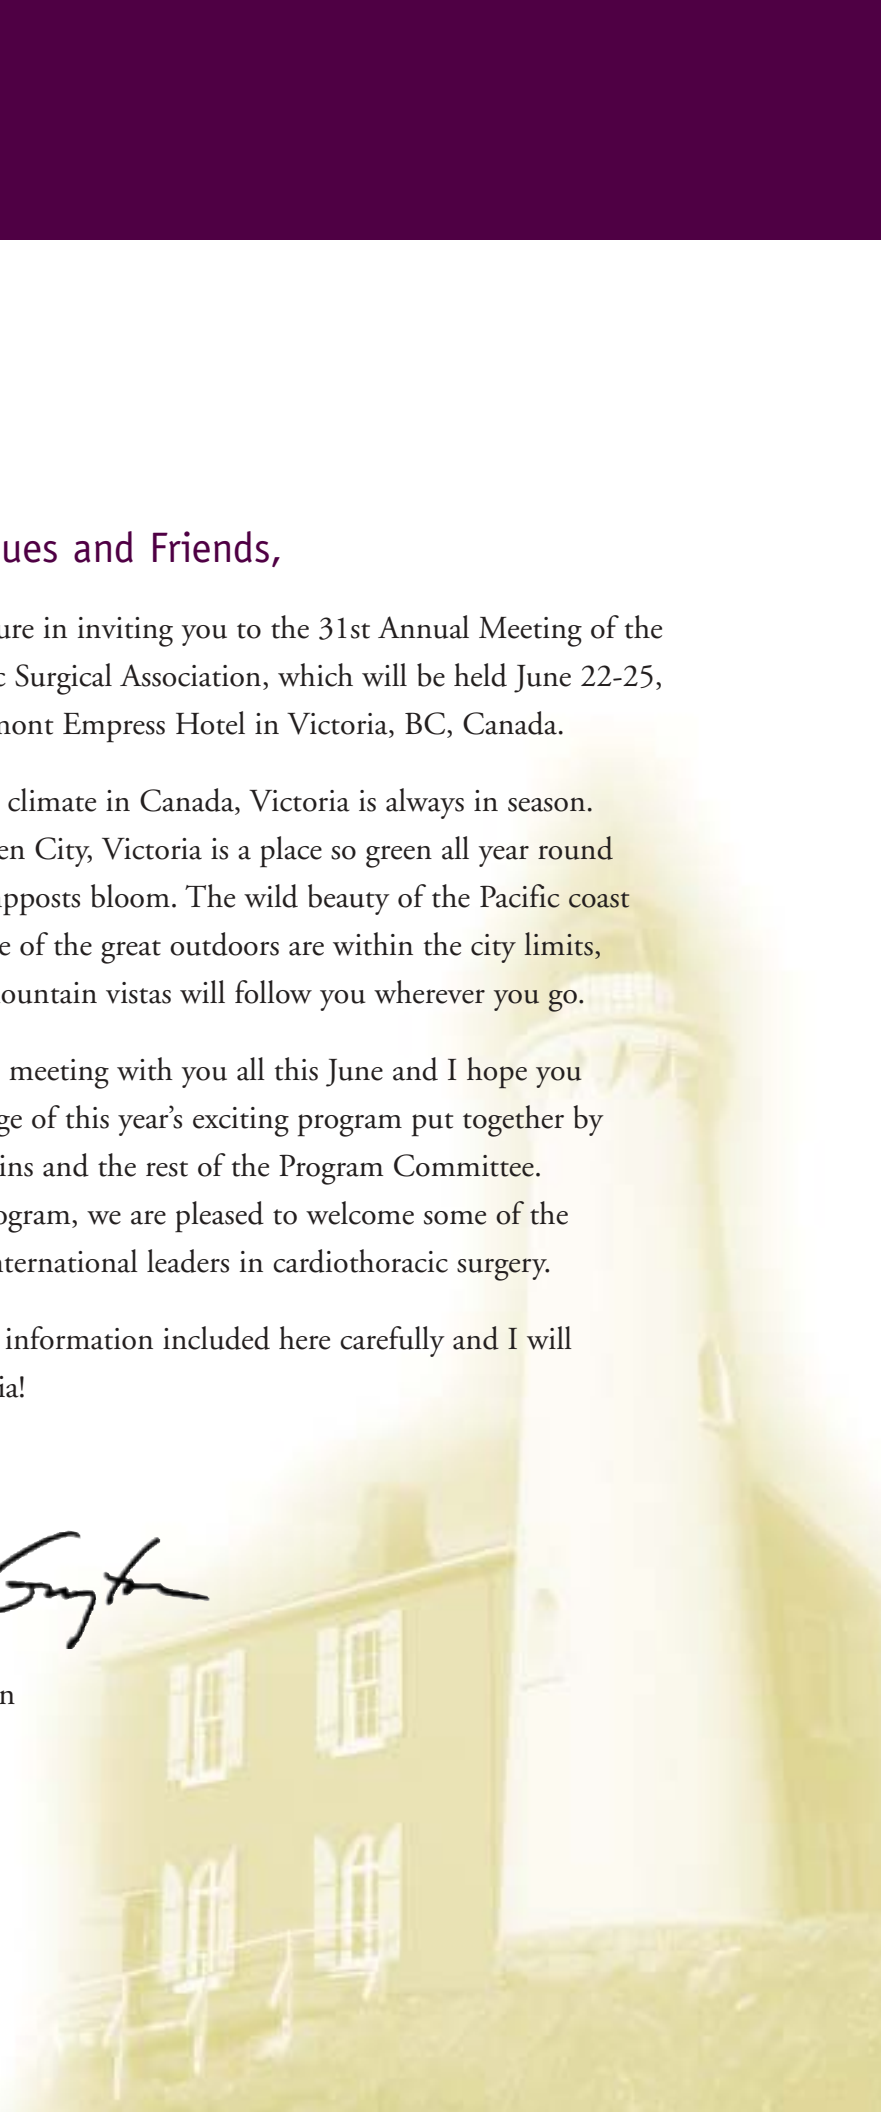 ues and Friends,
ure in inviting you to the 31st Annual Meeting of the
c Surgical Association, which will be held June 22-25,
mont Empress Hotel in Victoria, BC, Canada.
climate in Canada, Victoria is always in season.
en City, Victoria is a place so green all year round
mpposts bloom. The wild beauty of the Pacific coast
e of the great outdoors are within the city limits,
ountain vistas will follow you wherever you go.
meeting with you all this June and I hope you
ge of this year's exciting program put together by
ins and the rest of the Program Committee.
ogram, we are pleased to welcome some of the
nternational leaders in cardiothoracic surgery.
information included here carefully and I will
ia!
Guyton
n